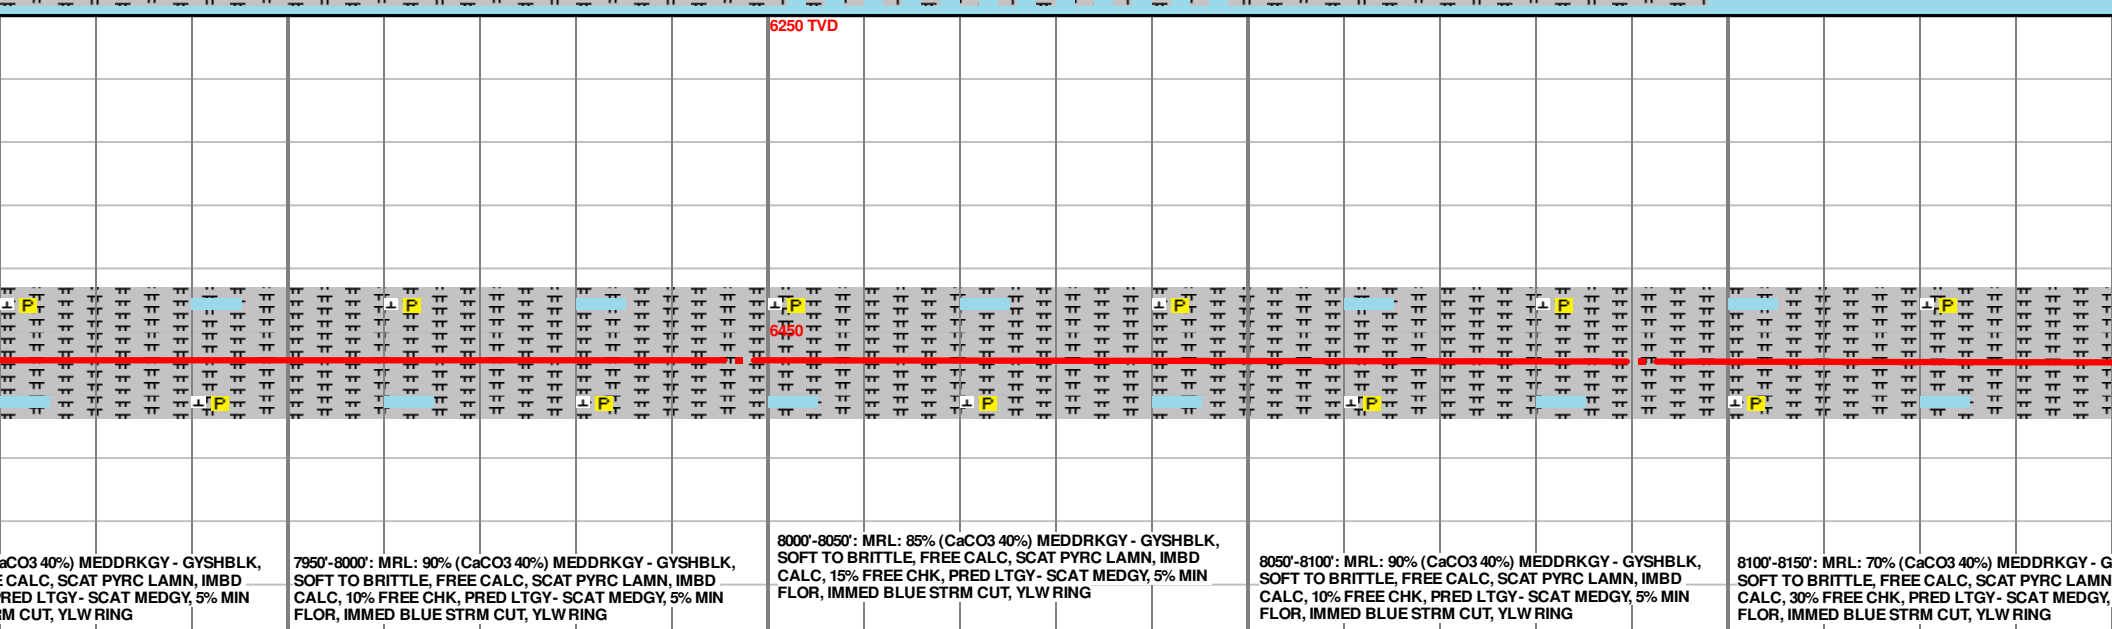 6250 TVD
P P P P P
6450
P P P P
aCO3 40%) MEDDRKGY - GYSHBLK,
E CALC, SCAT PYRC LAMN, IMBD
PRED LTGY - SCAT MEDGY, 5% MIN
RM CUT, YLW RING
7950'-8000': MRL: 90% (CaCO3 40%) MEDDRKGY - GYSHBLK,
SOFT TO BRITTLE, FREE CALC, SCAT PYRC LAMN, IMBD
CALC, 10% FREE CHK, PRED LTGY - SCAT MEDGY, 5% MIN
FLOR, IMMED BLUE STRM CUT, YLW RING
8000'-8050': MRL: 85% (CaCO3 40%) MEDDRKGY - GYSHBLK,
SOFT TO BRITTLE, FREE CALC, SCAT PYRC LAMN, IMBD
CALC, 15% FREE CHK, PRED LTGY - SCAT MEDGY, 5% MIN
FLOR, IMMED BLUE STRM CUT, YLW RING
8050'-8100': MRL: 90% (CaCO3 40%) MEDDRKGY - GYSHBLK,
SOFT TO BRITTLE, FREE CALC, SCAT PYRC LAMN, IMBD
CALC, 10% FREE CHK, PRED LTGY - SCAT MEDGY, 5% MIN
FLOR, IMMED BLUE STRM CUT, YLW RING
8100'-8150': MRL: 70% (CaCO3 40%) MEDDRKGY - G
SOFT TO BRITTLE, FREE CALC, SCAT PYRC LAMN
CALC, 30% FREE CHK, PRED LTGY - SCAT MEDGY,
FLOR, IMMED BLUE STRM CUT, YLW RING